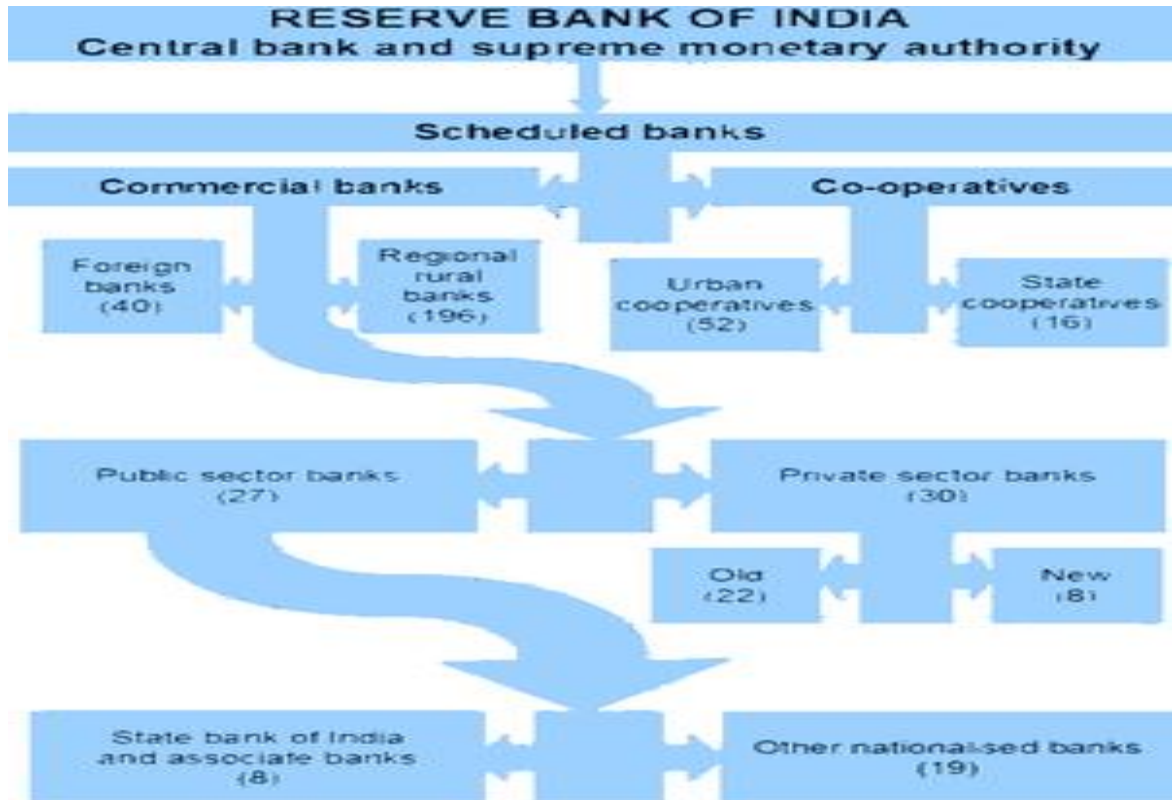 RESERVE BANK OF INDIA
Central bank and supreme monetary authority
Scheduled banks
Commercial banks
Co-operatives
Foreign
banks
(40)
Regional
rural
banks
(196)
Urban
cooperatives
(52)
State
cooperatives
(16)
Public sector banks
(27)
Private sector banks
(30)
Old
(22)
New
(8)
State bank of India
and associate banks
(8)
Other nationalised banks
(19)